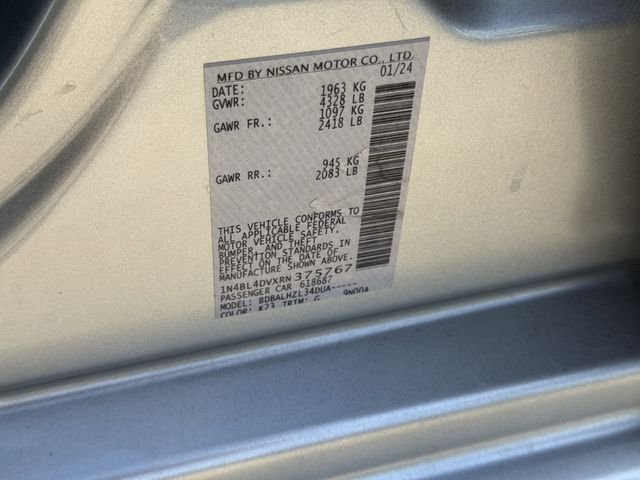 MFD BY NISSAN MOTOR CO., LTD.
DATE: 01/24
GVWR: 1963 KG
4328 LB
GAWR FR.: 1097 KG
2418 LB
GAWR RR.: 945 KG
2083 LB
THIS VEHICLE CONFORMS TO
ALL APPLICABLE FEDERAL
MOTOR VEHICLE SAFETY,
BUMPER, AND THEFT
PREVENTION STANDARDS IN
EFFECT ON THE DATE OF
MANUFACTURE SHOWN ABOVE.
1N4BL4DVXRN375767
PASSENGER CAR 618687
MODEL: BDBALHZL34DUA-----
COLOR: K23 TRIM: G 9N00A